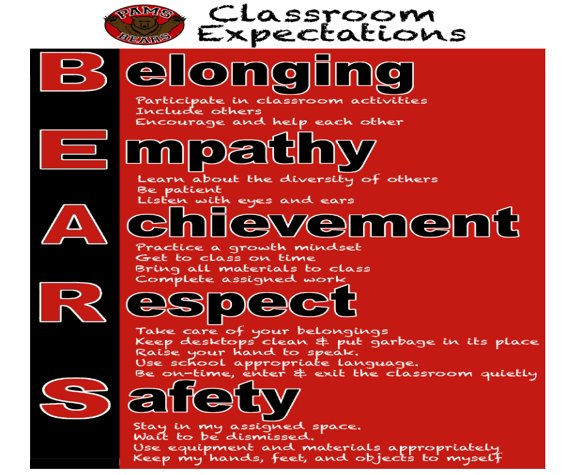 PAMS
BEARS
Classroom
Expectations
Belonging
Participate in classroom activities
Include others
Encourage and help each other
Empathy
Learn about the diversity of others
Be patient
Listen with eyes and ears
Achievement
Practice a growth mindset
Get to class on time
Bring all materials to class
Complete assigned work
Respect
Take care of your belongings
Keep desktops clean & put garbage in its place
Raise your hand to speak.
Use school appropriate language.
Be on-time, enter & exit the classroom quietly
Safety
Stay in my assigned space.
Wait to be dismissed.
Use equipment and materials appropriately
Keep my hands, feet, and objects to myself